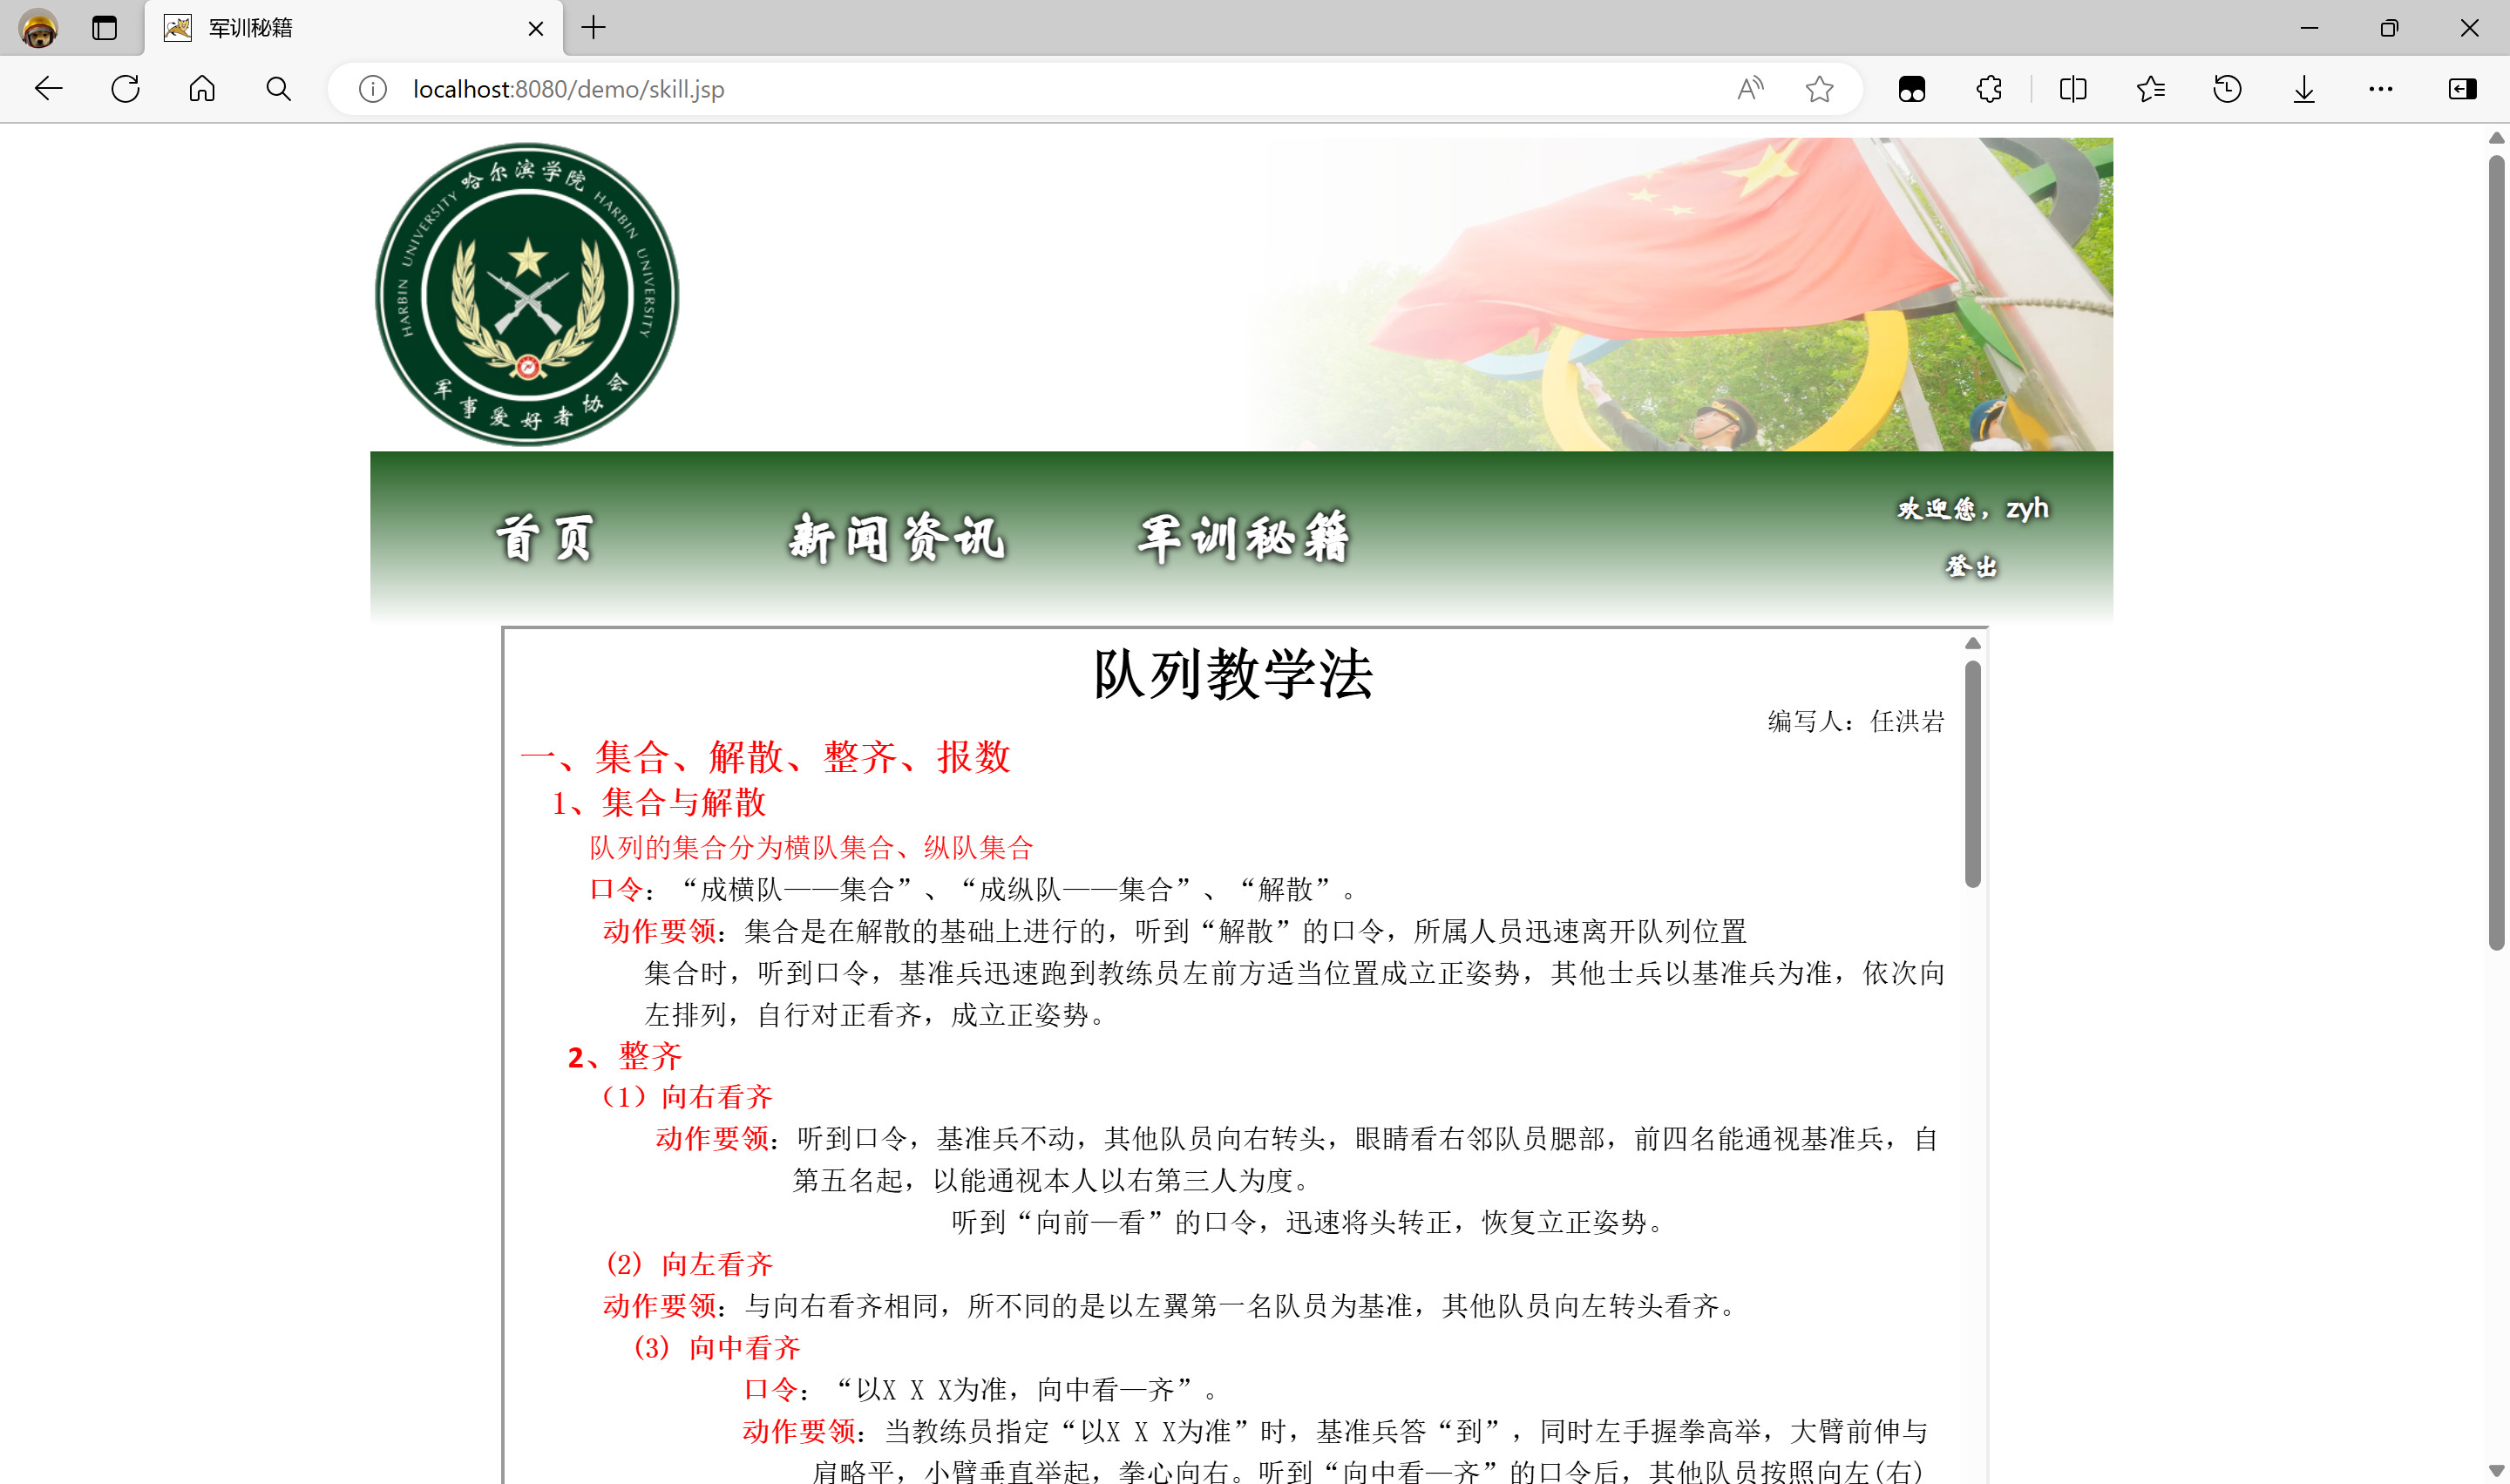 军训秘籍
localhost:8080/demo/skill.jsp
哈尔滨学院
HARBIN UNIVERSITY HARBIN UNIVERSITY
军事爱好者协会
首页 新闻资讯 军训秘籍
欢迎您，zyh
登出
队列教学法
编写人：任洪岩
一、集合、解散、整齐、报数
1、集合与解散
队列的集合分为横队集合、纵队集合
口令：“成横队——集合”、“成纵队——集合”、“解散”。
动作要领：集合是在解散的基础上进行的，听到“解散”的口令，所属人员迅速离开队列位置
集合时，听到口令，基准兵迅速跑到教练员左前方适当位置成立正姿势，其他士兵以基准兵为准，依次向
左排列，自行对正看齐，成立正姿势。
2、整齐
（1）向右看齐
动作要领：听到口令，基准兵不动，其他队员向右转头，眼睛看右邻队员腮部，前四名能通视基准兵，自
第五名起，以能通视本人以右第三人为度。
听到“向前—看”的口令，迅速将头转正，恢复立正姿势。
(2) 向左看齐
动作要领：与向右看齐相同，所不同的是以左翼第一名队员为基准，其他队员向左转头看齐。
(3) 向中看齐
口令：“以X X X为准，向中看—齐”。
动作要领：当教练员指定“以X X X为准”时，基准兵答“到”，同时左手握拳高举，大臂前伸与
肩略平，小臂垂直举起，拳心向右。听到“向中看—齐”的口令后，其他队员按照向左(右)